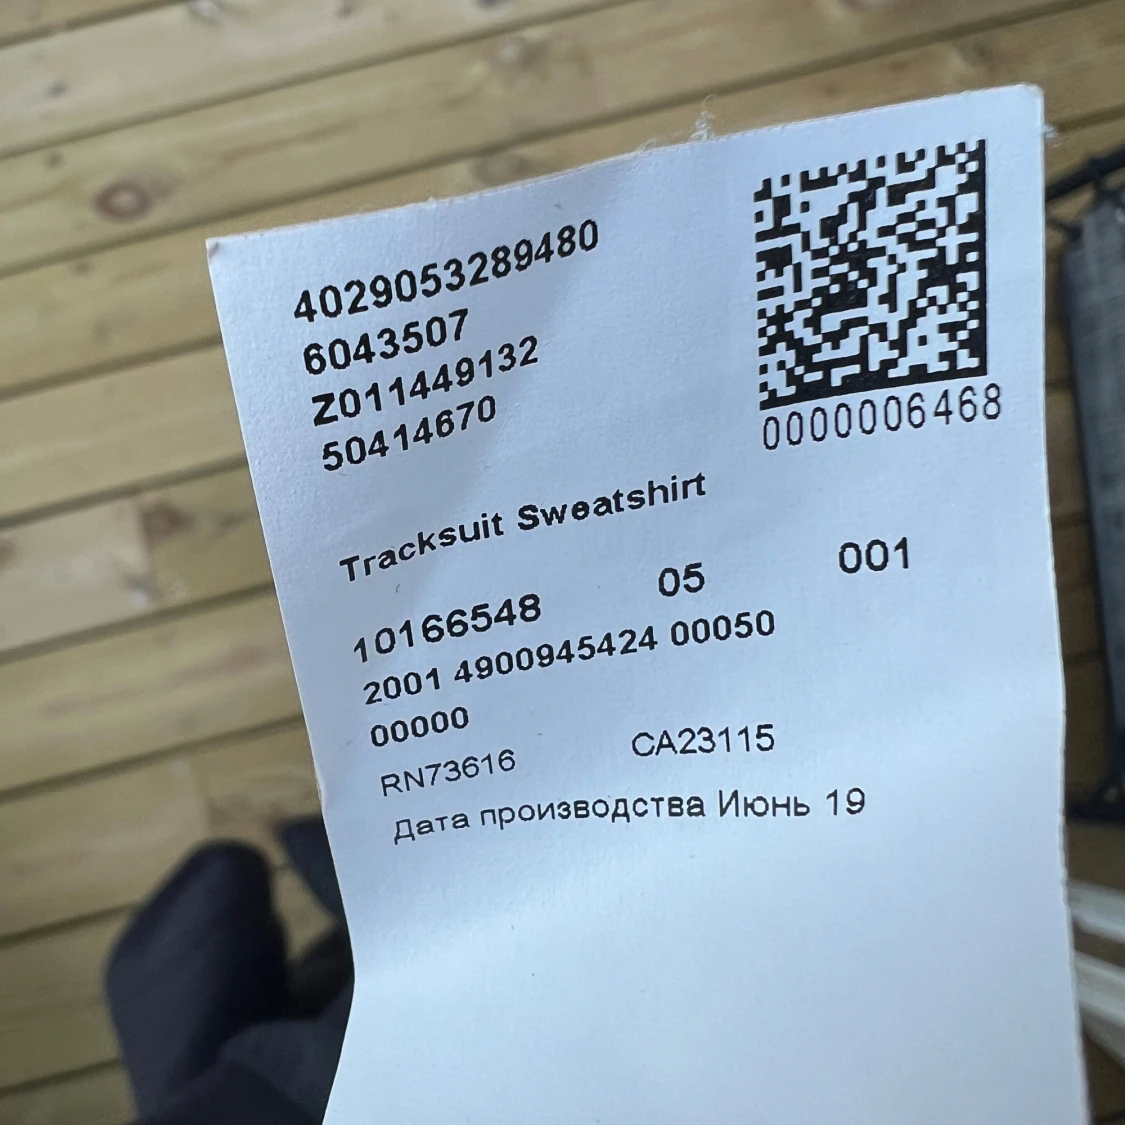 4029053289480
6043507
Z011449132
50414670
0000006468
Tracksuit Sweatshirt
10166548 05 001
2001 4900945424 00050
00000
RN73616 CA23115
Дата производства Июнь 19